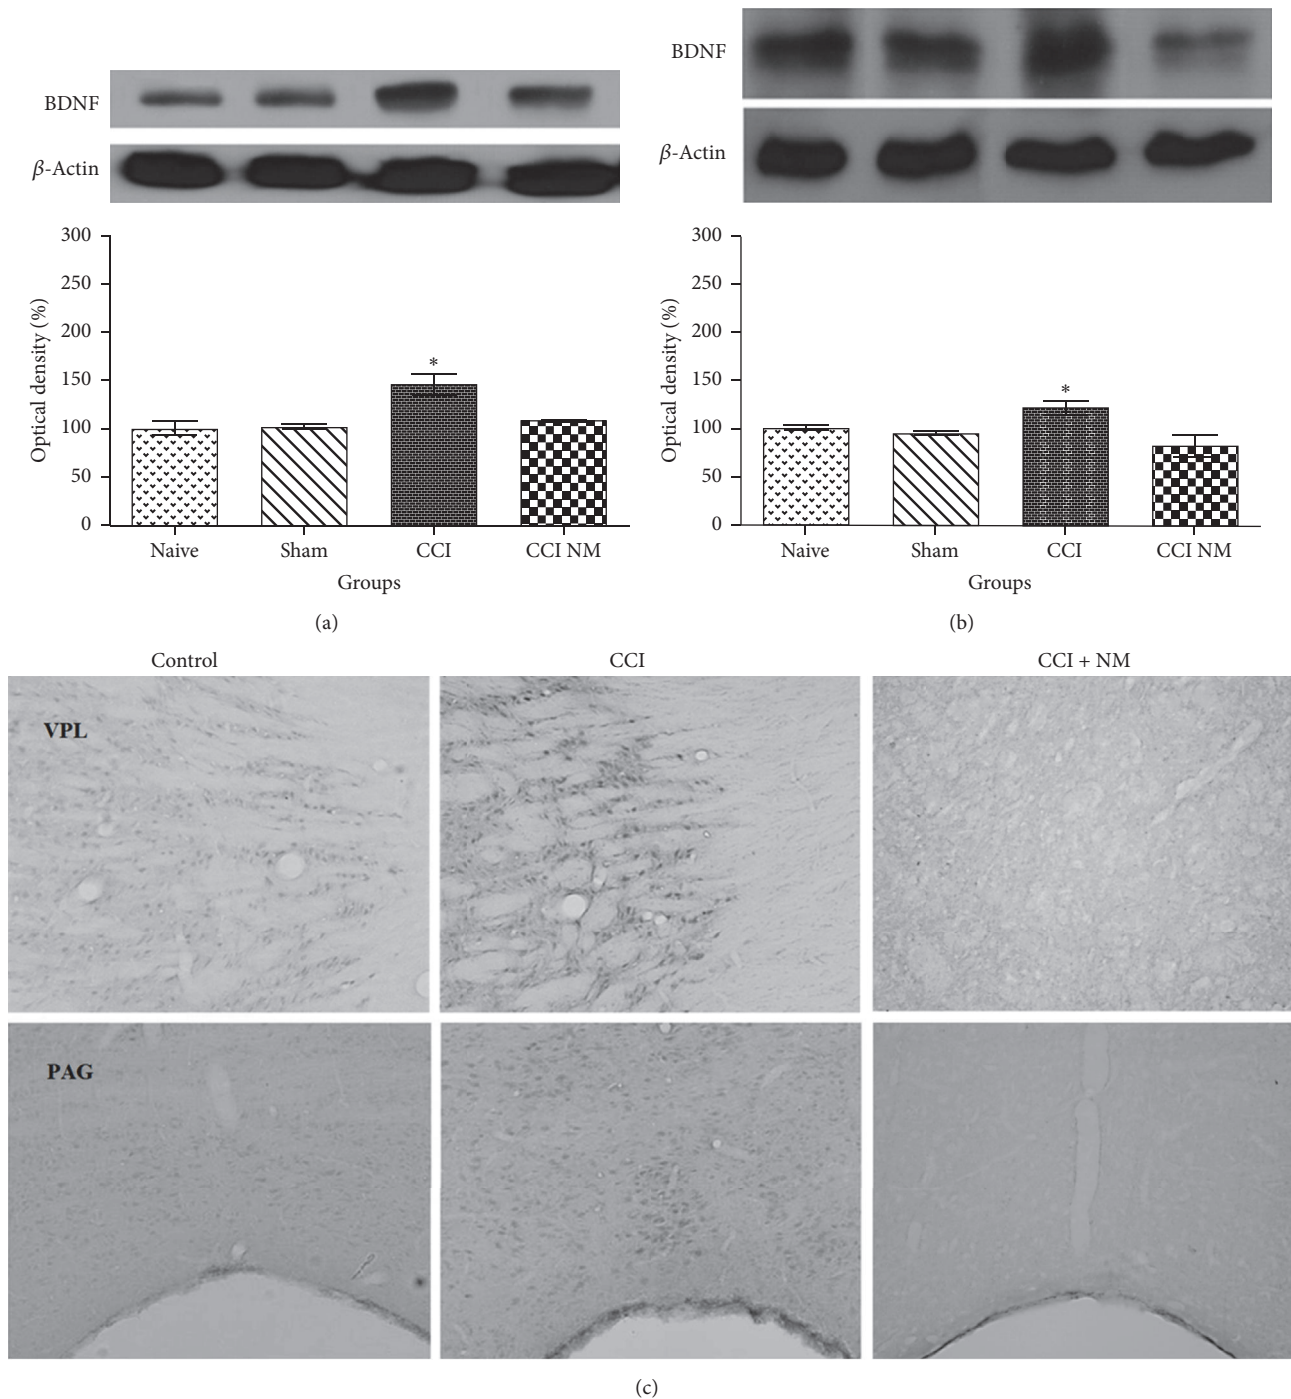 BDNF
β-Actin
300
250
200
150
100
50
0
Optical density (%)
*
Naive Sham CCI CCI NM
Groups
(a)
BDNF
β-Actin
300
250
200
150
100
50
0
Optical density (%)
*
Naive Sham CCI CCI NM
Groups
(b)
Control CCI CCI + NM
VPL
PAG
(c)